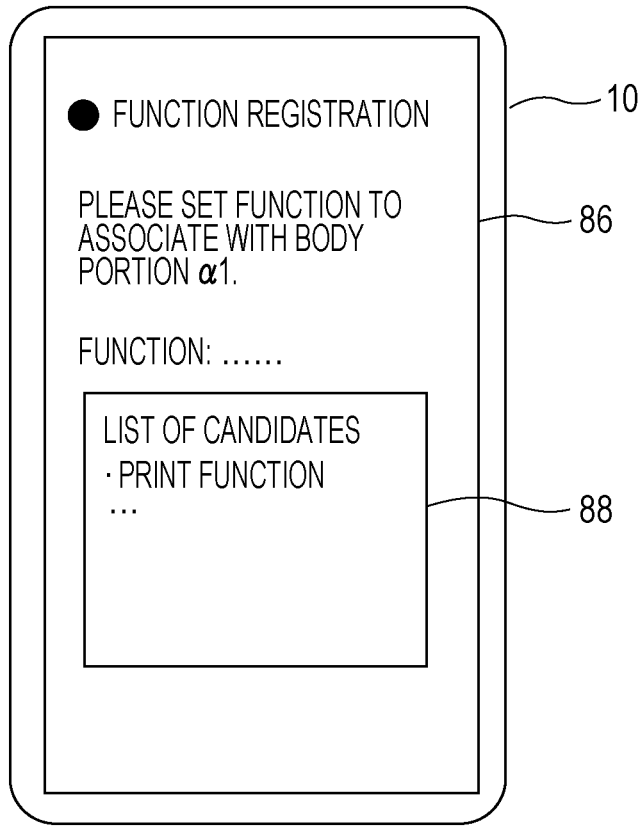 ● FUNCTION REGISTRATION
10
PLEASE SET FUNCTION TO
ASSOCIATE WITH BODY
PORTION α1.
86
FUNCTION: ......
LIST OF CANDIDATES
· PRINT FUNCTION
...
88